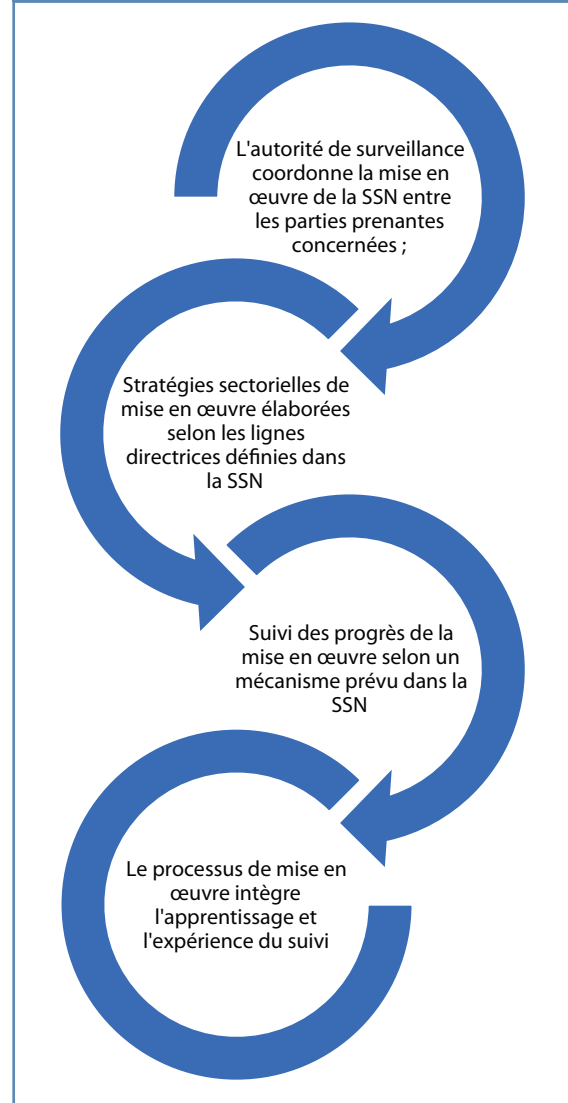 L'autorité de surveillance
coordonne la mise en
œuvre de la SSN entre
les parties prenantes
concernées ;
Stratégies sectorielles de
mise en œuvre élaborées
selon les lignes
directrices définies dans
la SSN
Suivi des progrès de la
mise en œuvre selon un
mécanisme prévu dans la
SSN
Le processus de mise en
œuvre intègre
l'apprentissage et
l'expérience du suivi